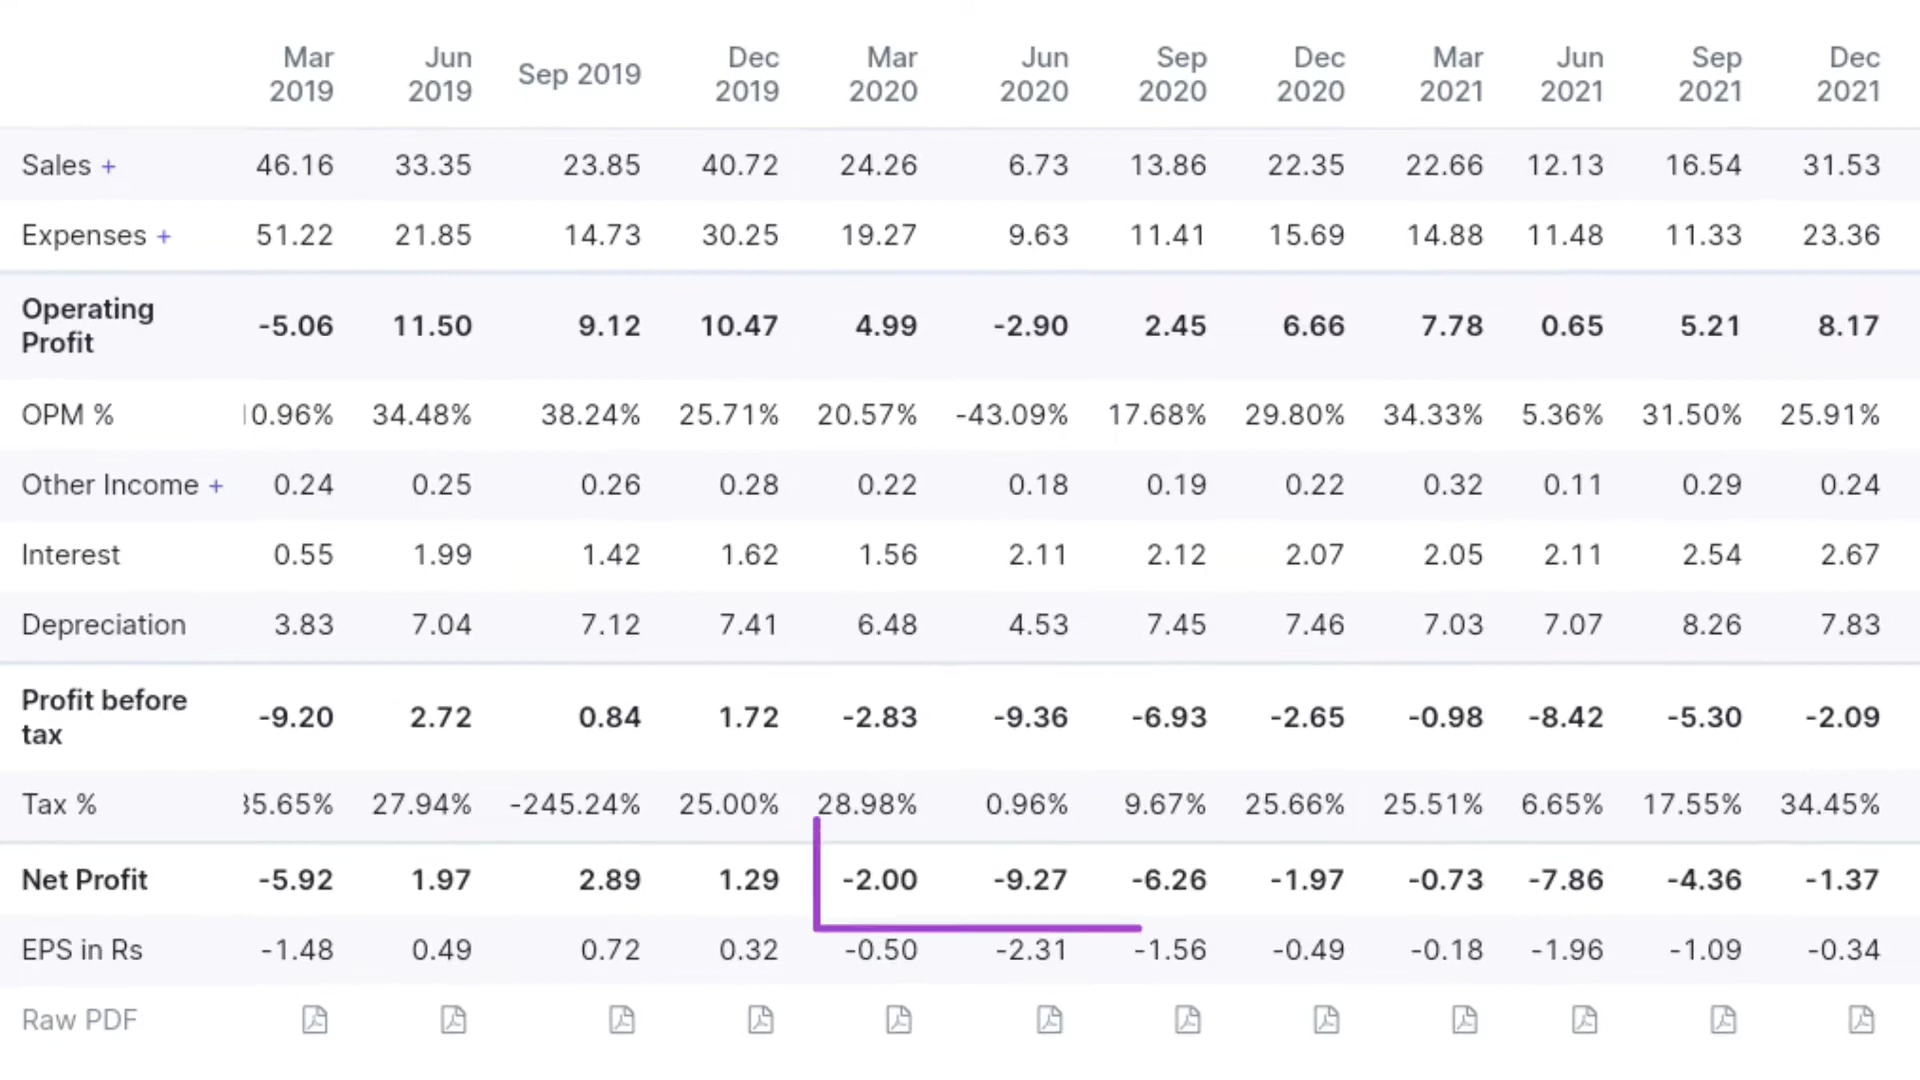 Mar 2019 Jun 2019 Sep 2019 Dec 2019 Mar 2020 Jun 2020 Sep 2020 Dec 2020 Mar 2021 Jun 2021 Sep 2021 Dec 2021
Sales + 46.16 33.35 23.85 40.72 24.26 6.73 13.86 22.35 22.66 12.13 16.54 31.53
Expenses + 51.22 21.85 14.73 30.25 19.27 9.63 11.41 15.69 14.88 11.48 11.33 23.36
Operating Profit -5.06 11.50 9.12 10.47 4.99 -2.90 2.45 6.66 7.78 0.65 5.21 8.17
OPM % 0.96% 34.48% 38.24% 25.71% 20.57% -43.09% 17.68% 29.80% 34.33% 5.36% 31.50% 25.91%
Other Income + 0.24 0.25 0.26 0.28 0.22 0.18 0.19 0.22 0.32 0.11 0.29 0.24
Interest 0.55 1.99 1.42 1.62 1.56 2.11 2.12 2.07 2.05 2.11 2.54 2.67
Depreciation 3.83 7.04 7.12 7.41 6.48 4.53 7.45 7.46 7.03 7.07 8.26 7.83
Profit before tax -9.20 2.72 0.84 1.72 -2.83 -9.36 -6.93 -2.65 -0.98 -8.42 -5.30 -2.09
Tax % 35.65% 27.94% -245.24% 25.00% 28.98% 0.96% 9.67% 25.66% 25.51% 6.65% 17.55% 34.45%
Net Profit -5.92 1.97 2.89 1.29 -2.00 -9.27 -6.26 -1.97 -0.73 -7.86 -4.36 -1.37
EPS in Rs -1.48 0.49 0.72 0.32 -0.50 -2.31 -1.56 -0.49 -0.18 -1.96 -1.09 -0.34
Raw PDF